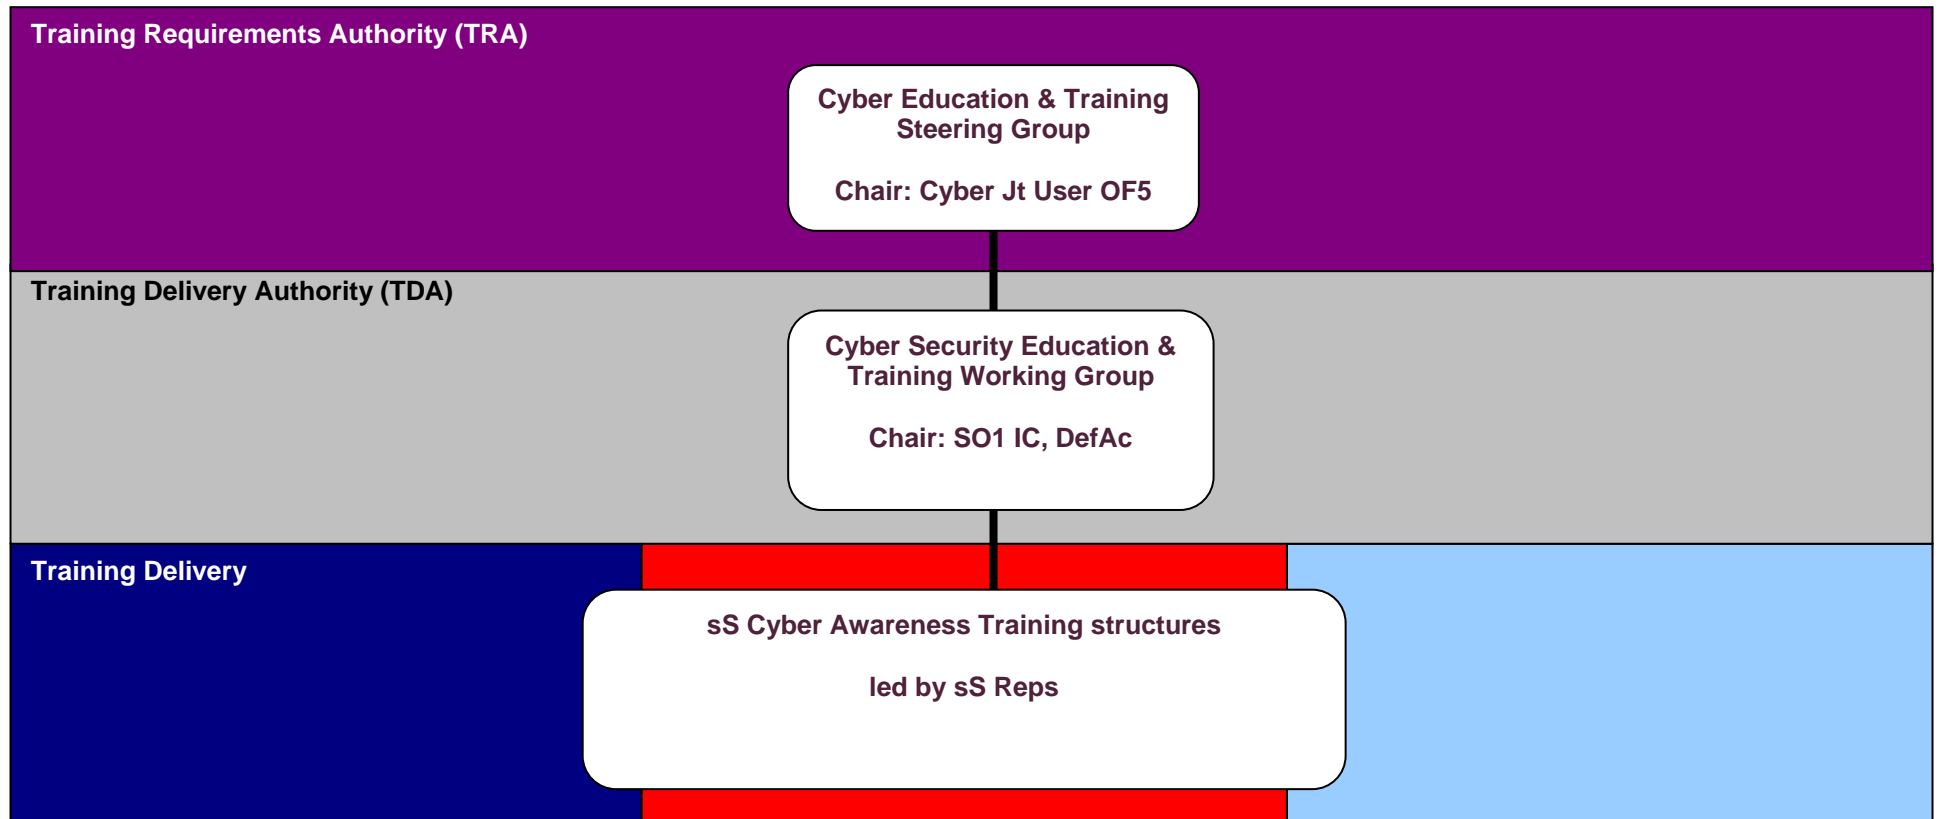 Training Requirements Authority (TRA)
Cyber Education & Training
Steering Group
Chair: Cyber Jt User OF5
Training Delivery Authority (TDA)
Cyber Security Education &
Training Working Group
Chair: SO1 IC, DefAc
Training Delivery
sS Cyber Awareness Training structures
led by sS Reps